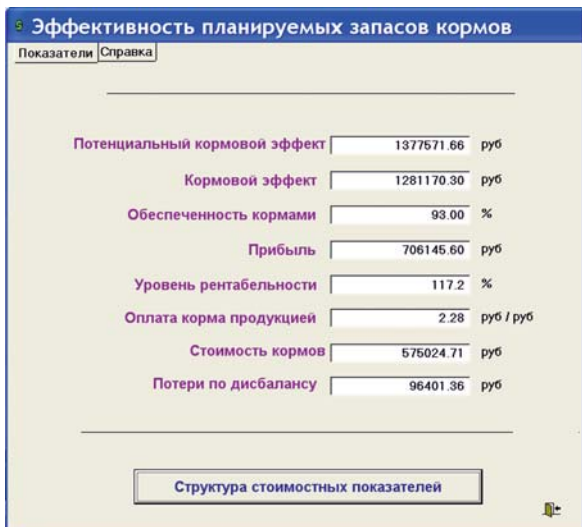 Эффективность планируемых запасов кормов
Показатели Справка
Потенциальный кормовой эффект 1377571.66 руб
Кормовой эффект 1281170.30 руб
Обеспеченность кормами 93.00 %
Прибыль 706145.60 руб
Уровень рентабельности 117.2 %
Оплата корма продукцией 2.28 руб / руб
Стоимость кормов 575024.71 руб
Потери по дисбалансу 96401.36 руб
Структура стоимостных показателей